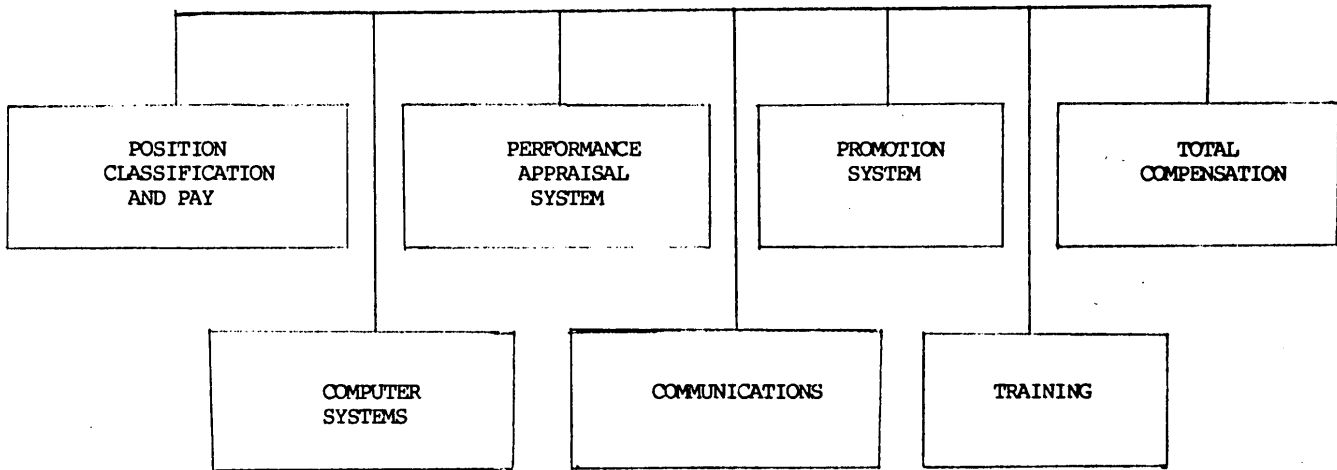 POSITION
CLASSIFICATION
AND PAY
PERFORMANCE
APPRAISAL
SYSTEM
PROMOTION
SYSTEM
TOTAL
COMPENSATION
COMPUTER
SYSTEMS
COMMUNICATIONS
TRAINING